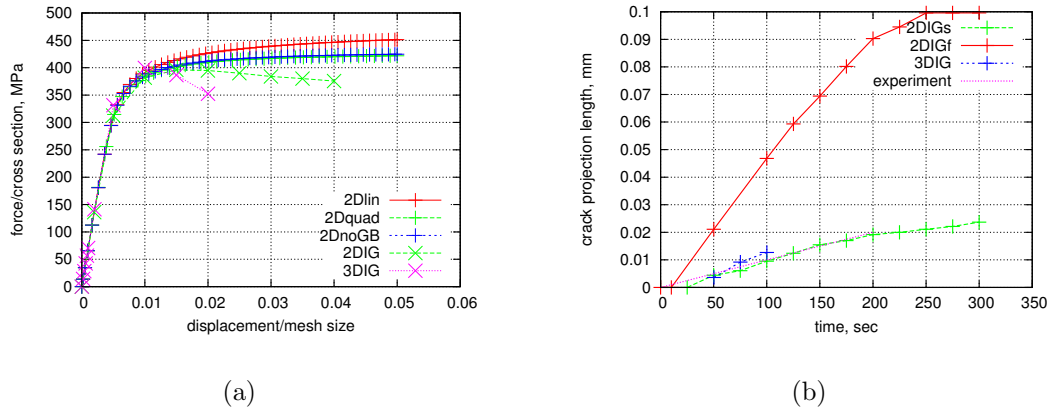 500
450
400
350
300
250
200
150
100
50
0
force/cross section, MPa
0 0.01 0.02 0.03 0.04 0.05 0.06
displacement/mesh size
2Dlin
2Dquad
2DnoGB
2DIG
3DIG
(a)
0.1
0.09
0.08
0.07
0.06
0.05
0.04
0.03
0.02
0.01
0
crack projection length, mm
0 50 100 150 200 250 300 350
time, sec
2DIGs
2DIGf
3DIG
experiment
(b)